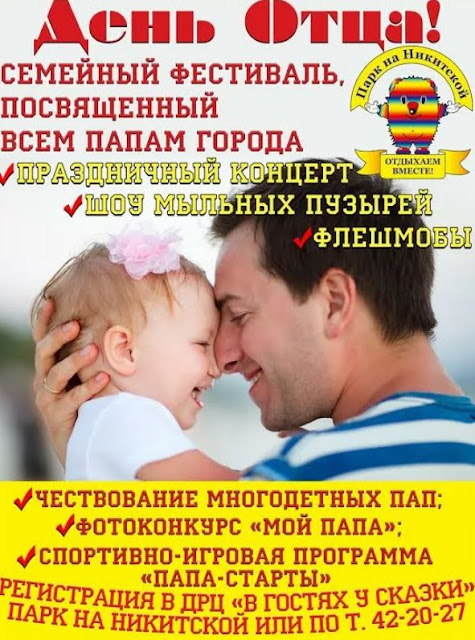 День Отца!
СЕМЕЙНЫЙ ФЕСТИВАЛЬ,
ПОСВЯЩЕННЫЙ
ВСЕМ ПАПАМ ГОРОДА
Парк на Никитской
ОТДЫХАЕМ
ВМЕСТЕ!
ПРАЗДНИЧНЫЙ КОНЦЕРТ
ШОУ МЫЛЬНЫХ ПУЗЫРЕЙ
ФЛЕШМОБЫ
ЧЕСТВОВАНИЕ МНОГОДЕТНЫХ ПАП;
ФОТОКОНКУРС «МОЙ ПАПА»;
СПОРТИВНО-ИГРОВАЯ ПРОГРАММА
«ПАПА-СТАРТЫ»
РЕГИСТРАЦИЯ В ДРЦ «В ГОСТЯХ У СКАЗКИ»
ПАРК НА НИКИТСКОЙ ИЛИ ПО Т. 42-20-27